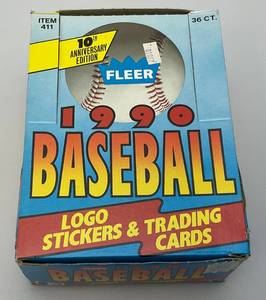 ITEM
411
36 CT.
10TH
ANNIVERSARY
EDITION
FLEER
1990
BASEBALL
LOGO
STICKERS & TRADING
CARDS